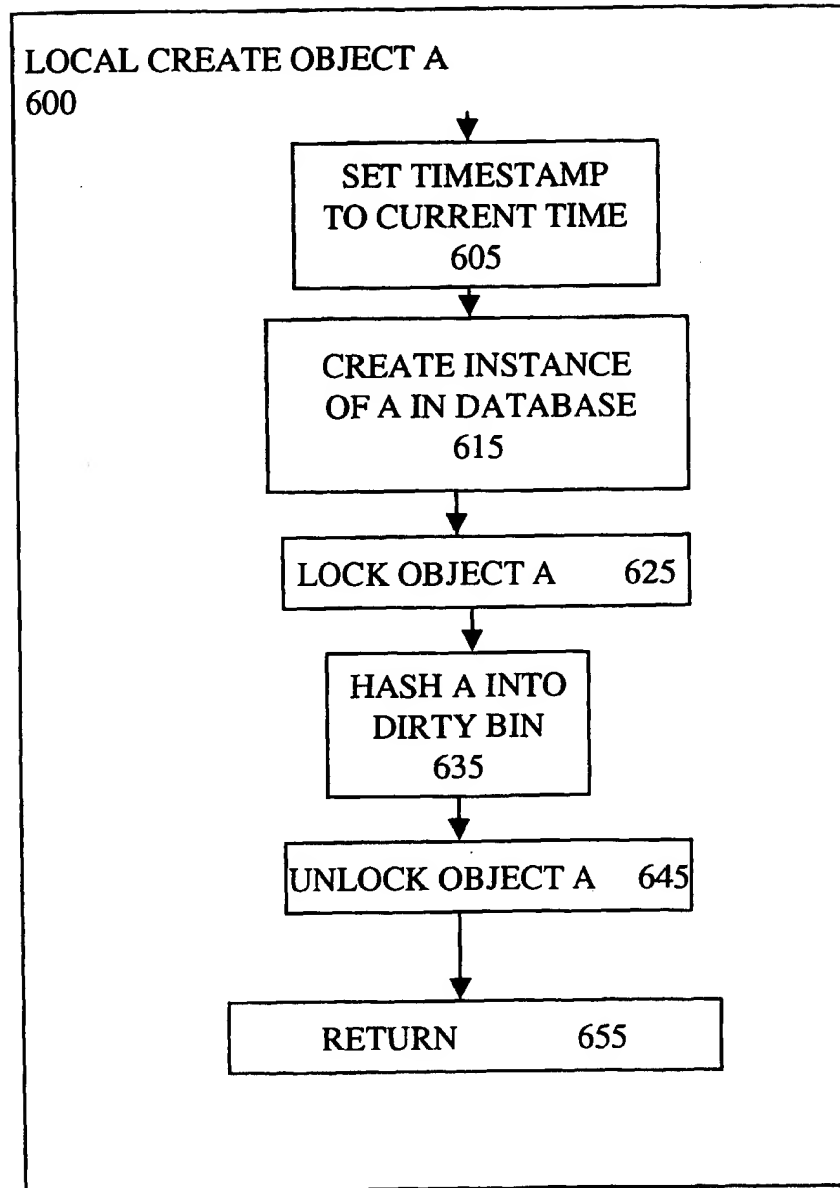 LOCAL CREATE OBJECT A
600
SET TIMESTAMP
TO CURRENT TIME
605
CREATE INSTANCE
OF A IN DATABASE
615
LOCK OBJECT A 625
HASH A INTO
DIRTY BIN
635
UNLOCK OBJECT A 645
RETURN 655